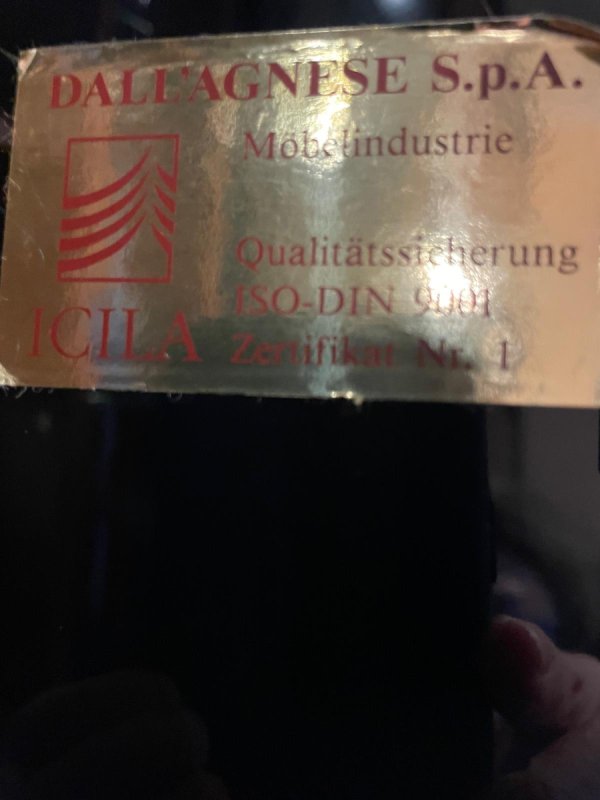 DALL'AGNESE S.p.A.
Möbelindustrie
Qualitätssicherung
ISO-DIN 9001
ICILA Zertifikat Nr. 1